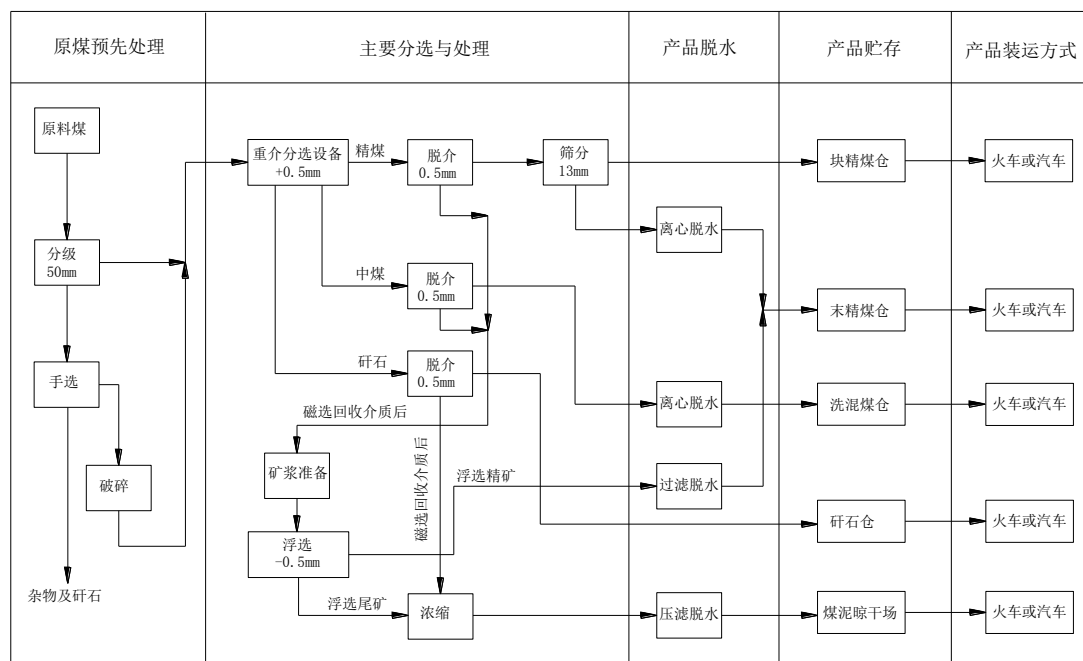 原煤预先处理
主要分选与处理
产品脱水
产品贮存
产品装运方式
原料煤
分级
50mm
手选
破碎
杂物及矸石
重介分选设备
+0.5mm
精煤
脱介
0.5mm
筛分
13mm
中煤
脱介
0.5mm
矸石
脱介
0.5mm
磁选回收介质后
磁选回收介质后
矿浆准备
浮选
-0.5mm
浮选精矿
浮选尾矿
浓缩
离心脱水
离心脱水
过滤脱水
压滤脱水
块精煤仓
末精煤仓
洗混煤仓
矸石仓
煤泥晾干场
火车或汽车
火车或汽车
火车或汽车
火车或汽车
火车或汽车